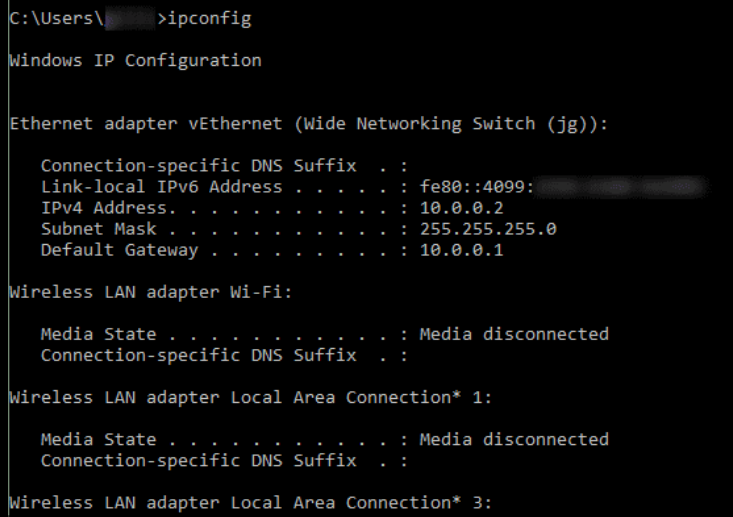 C:\Users\ >ipconfig
Windows IP Configuration
Ethernet adapter vEthernet (Wide Networking Switch (jg)):
Connection-specific DNS Suffix . :
Link-local IPv6 Address . . . . . : fe80::4099:
IPv4 Address. . . . . . . . . . . : 10.0.0.2
Subnet Mask . . . . . . . . . . . : 255.255.255.0
Default Gateway . . . . . . . . . : 10.0.0.1
Wireless LAN adapter Wi-Fi:
Media State . . . . . . . . . . . : Media disconnected
Connection-specific DNS Suffix . :
Wireless LAN adapter Local Area Connection* 1:
Media State . . . . . . . . . . . : Media disconnected
Connection-specific DNS Suffix . :
Wireless LAN adapter Local Area Connection* 3: